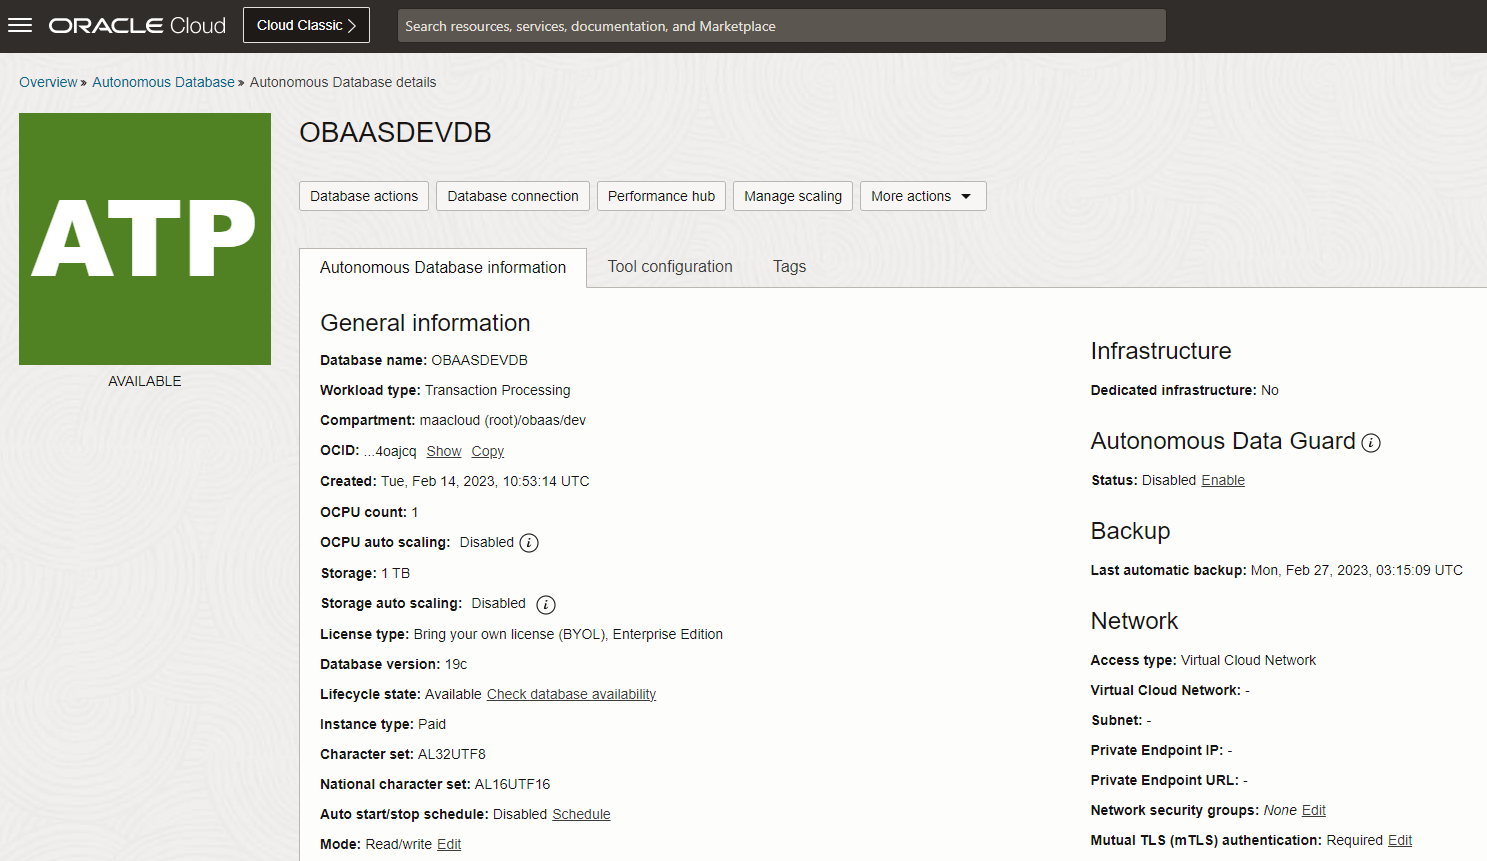 ORACLE Cloud
Cloud Classic
Search resources, services, documentation, and Marketplace
Overview » Autonomous Database » Autonomous Database details
ATP
AVAILABLE
OBAASDEVDB
Database actions
Database connection
Performance hub
Manage scaling
More actions
Autonomous Database information
Tool configuration
Tags
General information
Database name: OBAASDEVDB
Workload type: Transaction Processing
Compartment: maacloud (root)/obaas/dev
OCID: ...4oajcq Show Copy
Created: Tue, Feb 14, 2023, 10:53:14 UTC
OCPU count: 1
OCPU auto scaling: Disabled
Storage: 1 TB
Storage auto scaling: Disabled
License type: Bring your own license (BYOL), Enterprise Edition
Database version: 19c
Lifecycle state: Available Check database availability
Instance type: Paid
Character set: AL32UTF8
National character set: AL16UTF16
Auto start/stop schedule: Disabled Schedule
Mode: Read/write Edit
Infrastructure
Dedicated infrastructure: No
Autonomous Data Guard
Status: Disabled Enable
Backup
Last automatic backup: Mon, Feb 27, 2023, 03:15:09 UTC
Network
Access type: Virtual Cloud Network
Virtual Cloud Network: -
Subnet: -
Private Endpoint IP: -
Private Endpoint URL: -
Network security groups: None Edit
Mutual TLS (mTLS) authentication: Required Edit